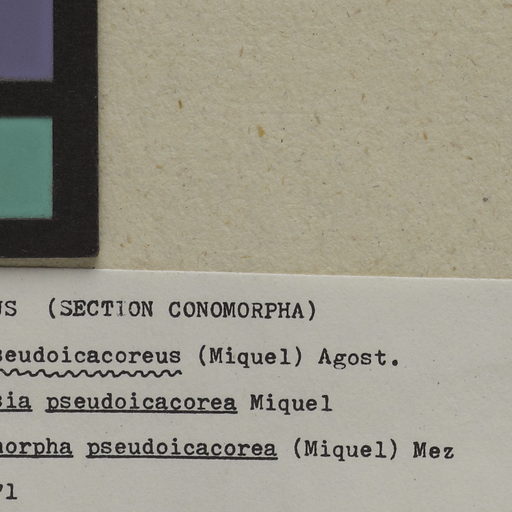 US (SECTION CONOMORPHA)
seudoicacoreus (Miquel) Agost.
sia pseudoicacorea Miquel
morpha pseudoicacorea (Miquel) Mez
71